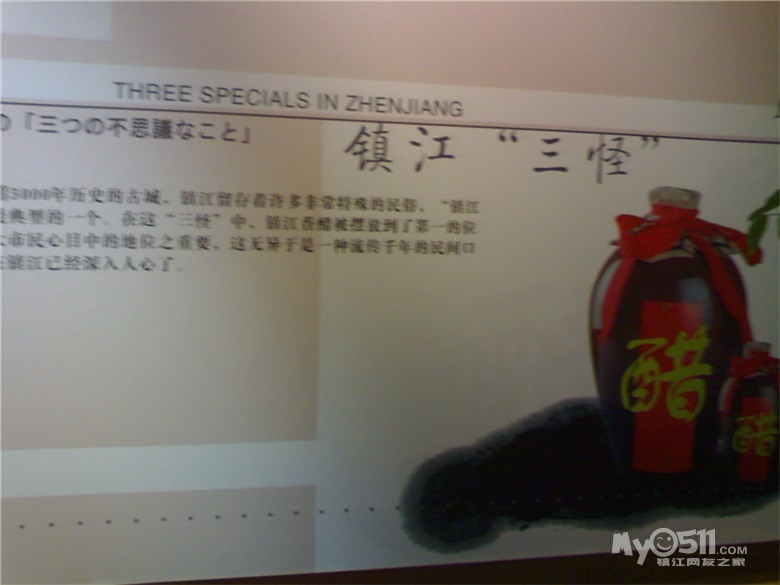 THREE SPECIALS IN ZHENJIANG
の「三つの不思議なこと」
镇江“三怪”
3000年历史的古城，镇江留存着许多非常特殊的民俗，“镇江
典型的一个。在这“三怪”中，镇江香醋被摆放到了第一的位
市民心目中的地位之重要，这无异于是一种流传千年的民间口
镇江已经深入人心了。
醋
醋
My0511.com
镇江网友之家